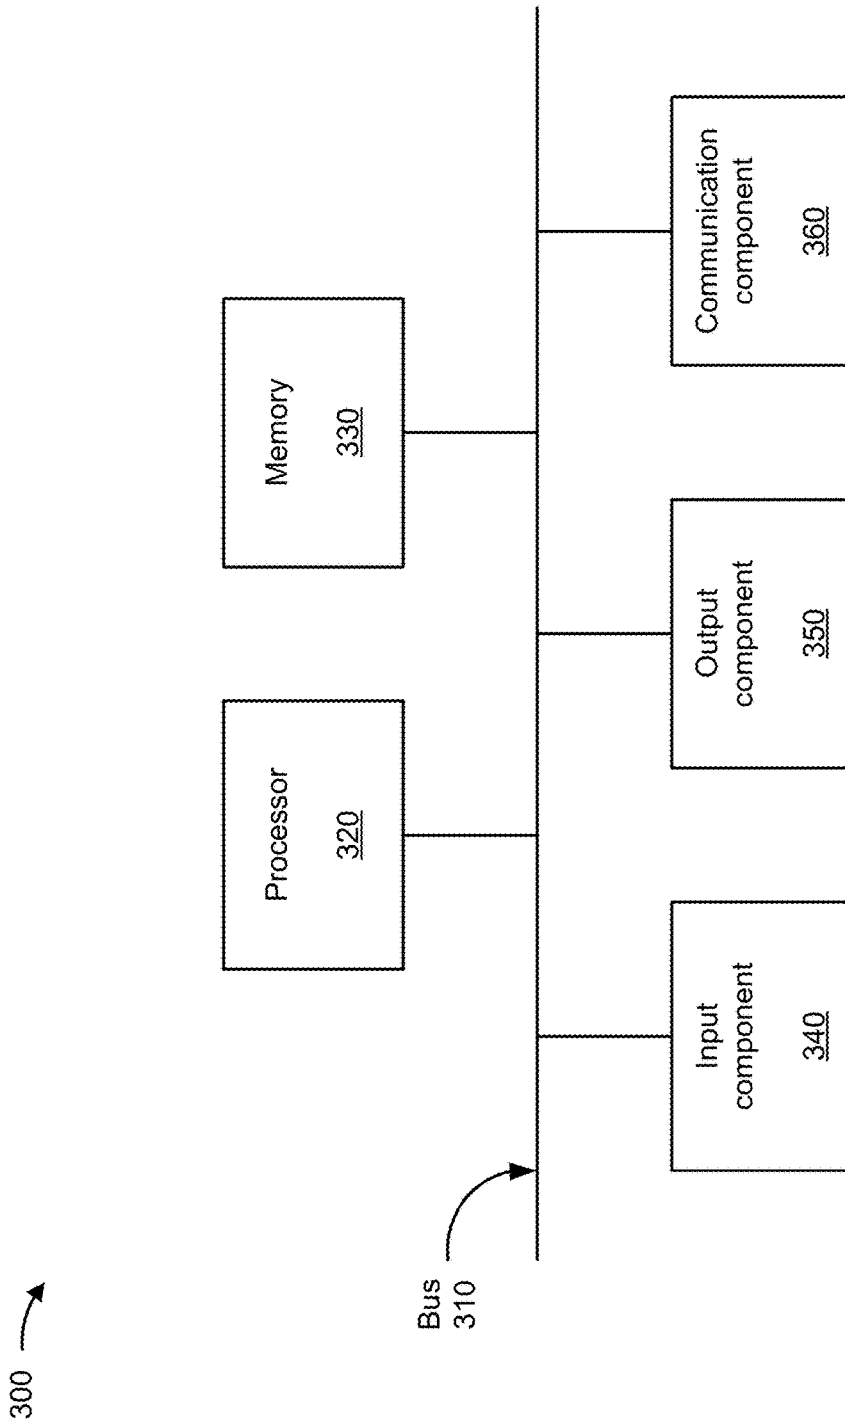 300
Bus
310
Processor
320
Memory
330
Input
component
340
Output
component
350
Communication
component
360